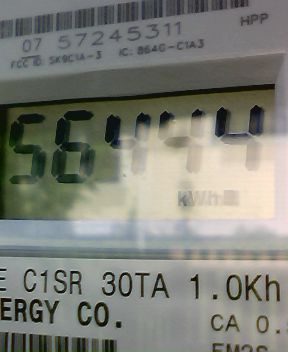 07 57245311 HPP
FCC ID: SK9C1A-3 IC: 864G-C1A3
56444
kWh
E C1SR 30TA 1.0Kh
ERGY CO. CA 0.